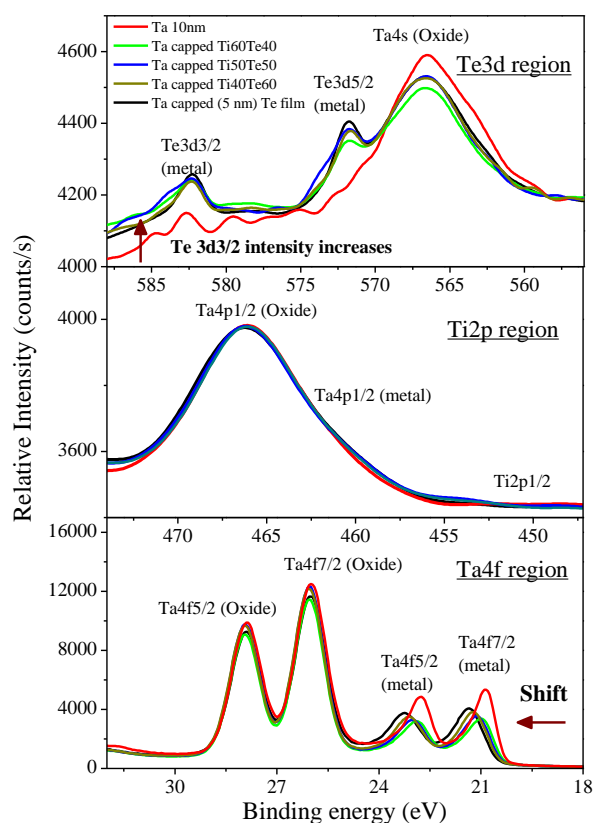 Relative Intensity (counts/s)
Ta 10nm
Ta capped Ti60Te40
Ta capped Ti50Te50
Ta capped Ti40Te60
Ta capped (5 nm) Te film
Ta4s (Oxide)
Te3d region
Te3d5/2
(metal)
Te3d3/2
(metal)
Te 3d3/2 intensity increases
4600
4400
4200
4000
585 580 575 570 565 560
Ta4p1/2 (Oxide)
Ti2p region
Ta4p1/2 (metal)
Ti2p1/2
4000
3600
470 465 460 455 450
Ta4f7/2 (Oxide)
Ta4f region
Ta4f5/2 (Oxide)
Ta4f7/2
(metal)
Ta4f5/2
(metal)
Shift
16000
12000
8000
4000
0
30 27 24 21 18
Binding energy (eV)